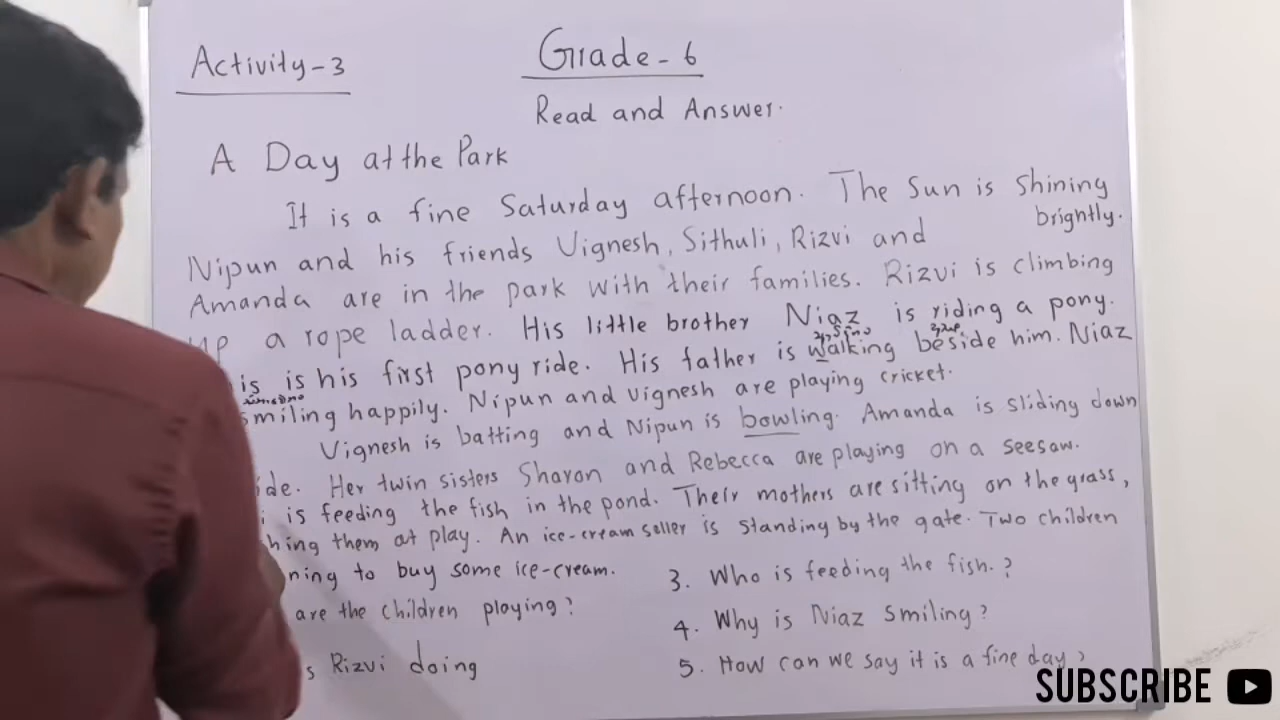 Activity-3
Grade-6
Read and Answer.
A Day at the Park
It is a fine Saturday afternoon. The Sun is Shining
brightly.
Nipun and his friends Vignesh, Sithuli, Rizvi and
Amanda are in the park with their families. Rizvi is climbing
up a rope ladder. His little brother Niaz is riding a pony.
is is his first pony ride. His father is walking beside him. Niaz
smiling happily. Nipun and Vignesh are playing cricket.
Vignesh is batting and Nipun is bowling. Amanda is sliding down
ide. Her twin sisters Sharon and Rebecca are playing on a seesaw.
i is feeding the fish in the pond. Their mothers are sitting on the grass,
hing them at play. An ice-cream seller is standing by the gate. Two children
ning to buy some ice-cream.
are the children playing?
s Rizvi doing
3. Who is feeding the fish.?
4. Why is Niaz smiling?
5. How can we say it is a fine day?
SUBSCRIBE